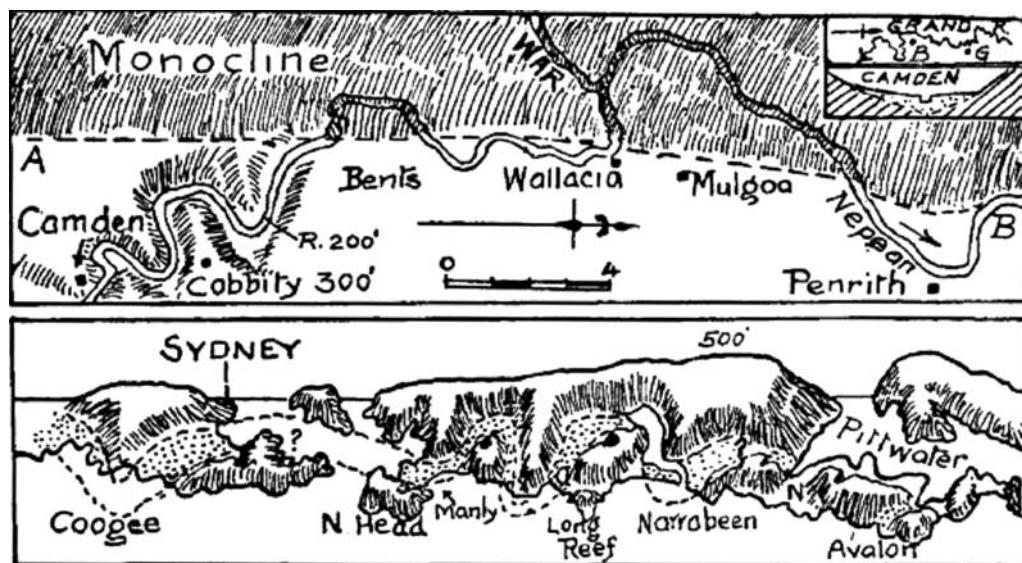 Monocline
WAR
GRAND
B
G
CAMDEN
A
Camden
Bents
Wallacia
Mulgoa
R. 200'
Cobbity 300'
0
4
Nepean
Penrith
B
SYDNEY
500'
?
Pittwater
Coogee
N. Head
Manly
Long
Reef
Narrabeen
N
Avalon